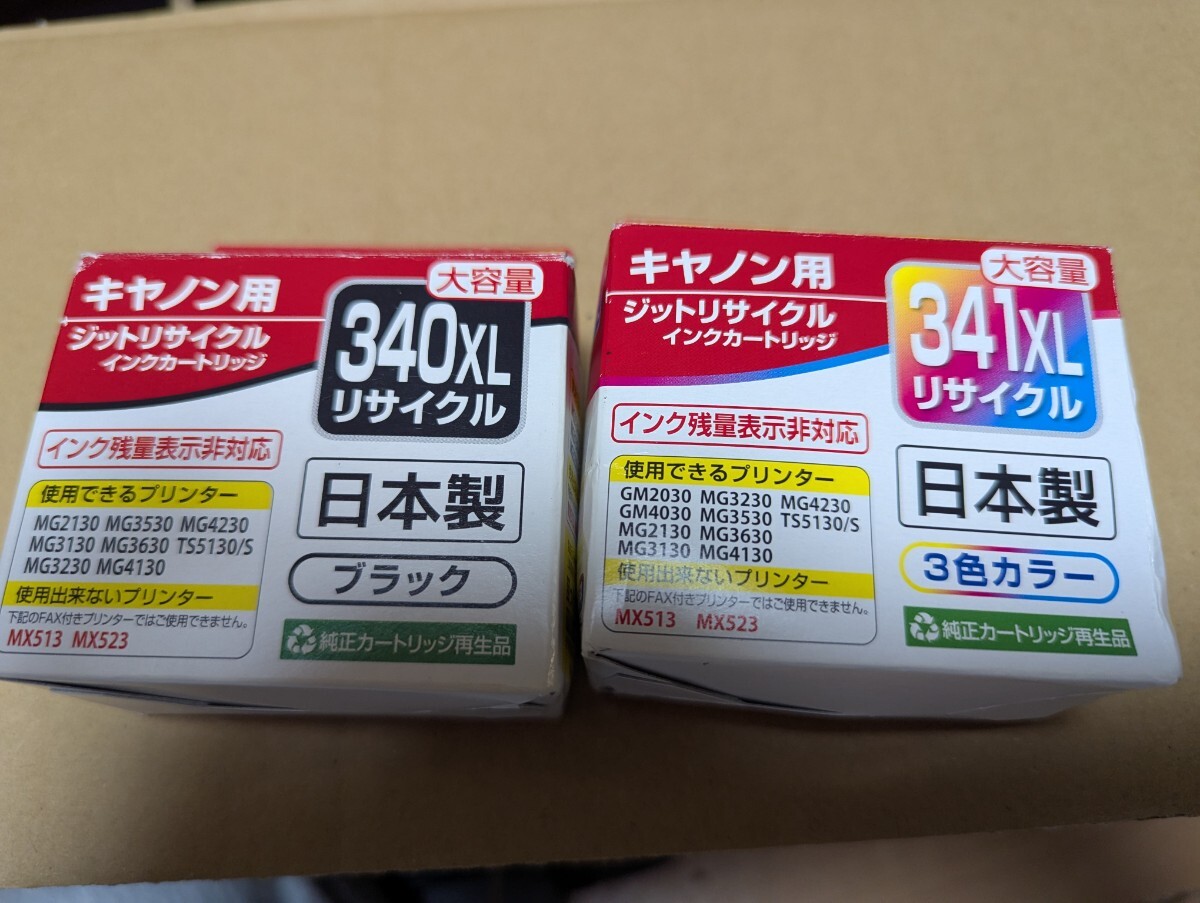 キヤノン用
ジットリサイクル
インクカートリッジ
大容量
340XL
リサイクル
インク残量表示非対応
使用できるプリンター
MG2130 MG3530 MG4230
MG3130 MG3630 TS5130/S
MG3230 MG4130
使用出来ないプリンター
下記のFAX付きプリンターではご使用できません。
MX513 MX523
日本製
ブラック
純正カートリッジ再生品
キヤノン用
ジットリサイクル
インクカートリッジ
大容量
341XL
リサイクル
インク残量表示非対応
使用できるプリンター
GM2030 MG3230 MG4230
GM4030 MG3530 TS5130/S
MG2130 MG3630
MG3130 MG4130
使用出来ないプリンター
下記のFAX付きプリンターではご使用できません。
MX513 MX523
日本製
3色カラー
純正カートリッジ再生品